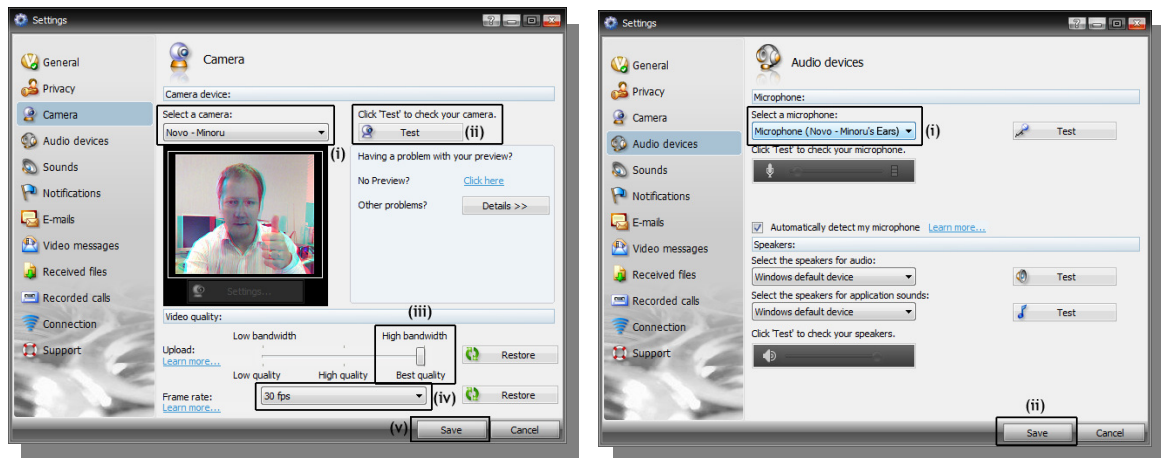 Settings
General
Privacy
Camera
Audio devices
Sounds
Notifications
E-mails
Video messages
Received files
Recorded calls
Connection
Support
Camera
Camera device:
Select a camera:
Novo - Minoru
(i)
Click 'Test' to check your camera.
Test
(ii)
Having a problem with your preview?
No Preview? Click here
Other problems? Details >>
Settings...
(iii)
Video quality:
Low bandwidth High bandwidth
Upload:
Learn more...
Restore
Low quality High quality Best quality
Frame rate:
Learn more...
30 fps
(iv)
Restore
(v)
Save Cancel
Settings
General
Privacy
Camera
Audio devices
Sounds
Notifications
E-mails
Video messages
Received files
Recorded calls
Connection
Support
Audio devices
Microphone:
Select a microphone:
Microphone (Novo - Minoru's Ears) (i) Test
Click 'Test' to check your microphone.
Automatically detect my microphone Learn more...
Speakers:
Select the speakers for audio:
Windows default device Test
Select the speakers for application sounds:
Windows default device Test
Click 'Test' to check your speakers.
(ii)
Save Cancel